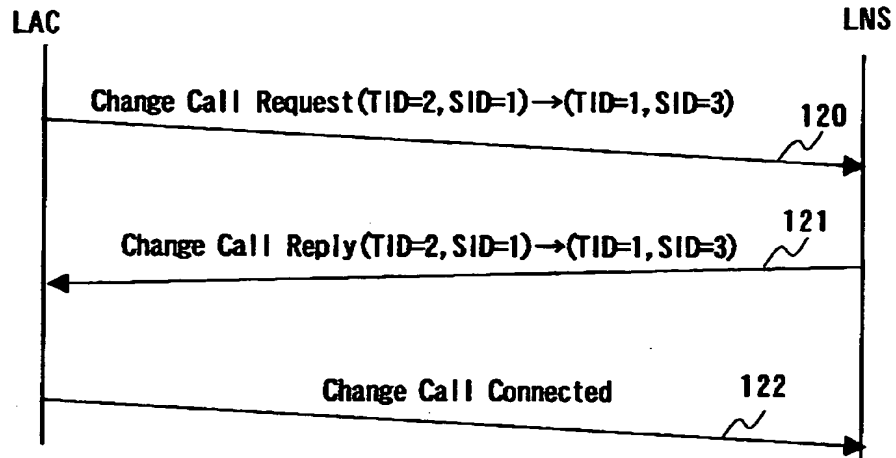 LAC
LNS
Change Call Request(TID=2, SID=1)→(TID=1, SID=3)
120
Change Call Reply(TID=2, SID=1)→(TID=1, SID=3)
121
Change Call Connected
122